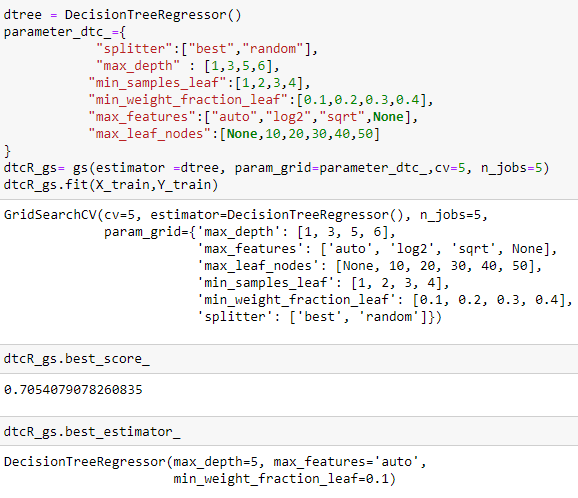 dtree = DecisionTreeRegressor()
parameter_dtc_={
"splitter":["best","random"],
"max_depth" : [1,3,5,6],
"min_samples_leaf":[1,2,3,4],
"min_weight_fraction_leaf":[0.1,0.2,0.3,0.4],
"max_features":["auto","log2","sqrt",None],
"max_leaf_nodes":[None,10,20,30,40,50]
}
dtcR_gs= gs(estimator =dtree, param_grid=parameter_dtc_,cv=5, n_jobs=5)
dtcR_gs.fit(X_train,Y_train)
GridSearchCV(cv=5, estimator=DecisionTreeRegressor(), n_jobs=5,
param_grid={'max_depth': [1, 3, 5, 6],
'max_features': ['auto', 'log2', 'sqrt', None],
'max_leaf_nodes': [None, 10, 20, 30, 40, 50],
'min_samples_leaf': [1, 2, 3, 4],
'min_weight_fraction_leaf': [0.1, 0.2, 0.3, 0.4],
'splitter': ['best', 'random']})
dtcR_gs.best_score_
0.7054079078260835
dtcR_gs.best_estimator_
DecisionTreeRegressor(max_depth=5, max_features='auto',
min_weight_fraction_leaf=0.1)